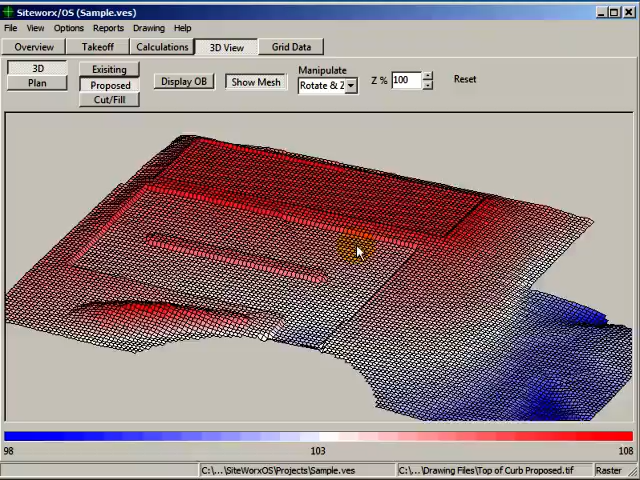 Siteworx/OS (Sample.ves)
File View Options Reports Drawing Help
Overview Takeoff Calculations 3D View Grid Data
3D Exisiting Manipulate
Plan Proposed Display OB Show Mesh Rotate & Z Z % 100 Reset
Cut/Fill
98 103 108
C:\...\SiteWorxOS\Projects\Sample.ves C:\...\Drawing Files\Top of Curb Proposed.tif Raster